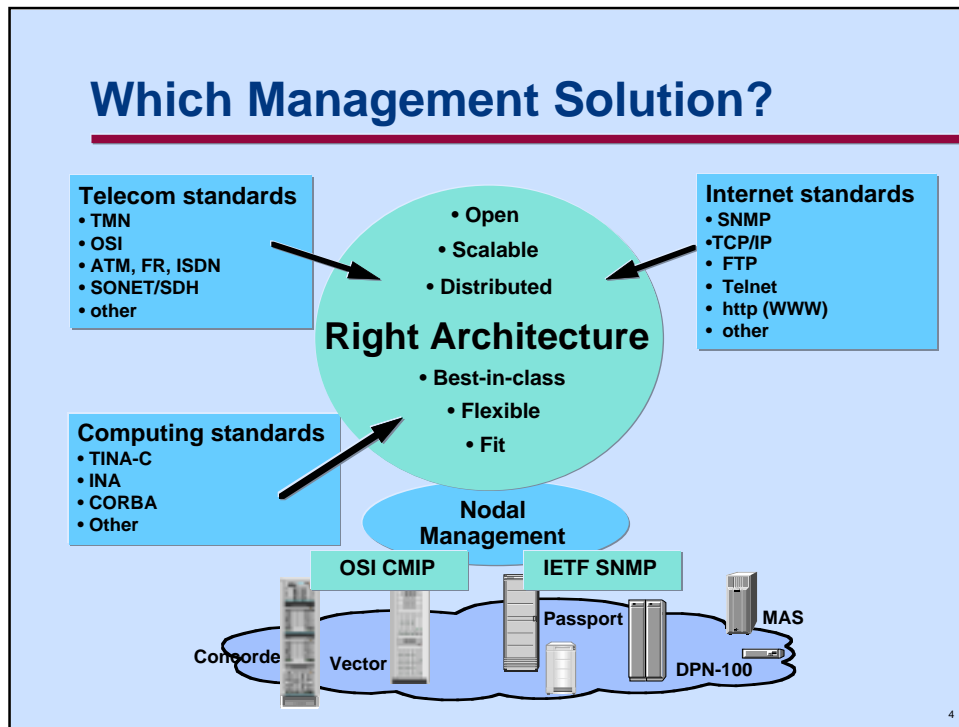 Which Management Solution?
Telecom standards
• TMN
• OSI
• ATM, FR, ISDN
• SONET/SDH
• other
• Open
• Scalable
• Distributed
Right Architecture
• Best-in-class
• Flexible
• Fit
Internet standards
• SNMP
•TCP/IP
• FTP
• Telnet
• http (WWW)
• other
Computing standards
• TINA-C
• INA
• CORBA
• Other
Nodal
Management
OSI CMIP
IETF SNMP
Concorde
Vector
Passport
DPN-100
MAS
4